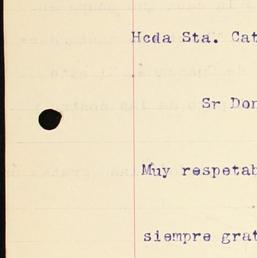 Hcda Sta. Cat
Sr Don
Muy respetab
siempre grat